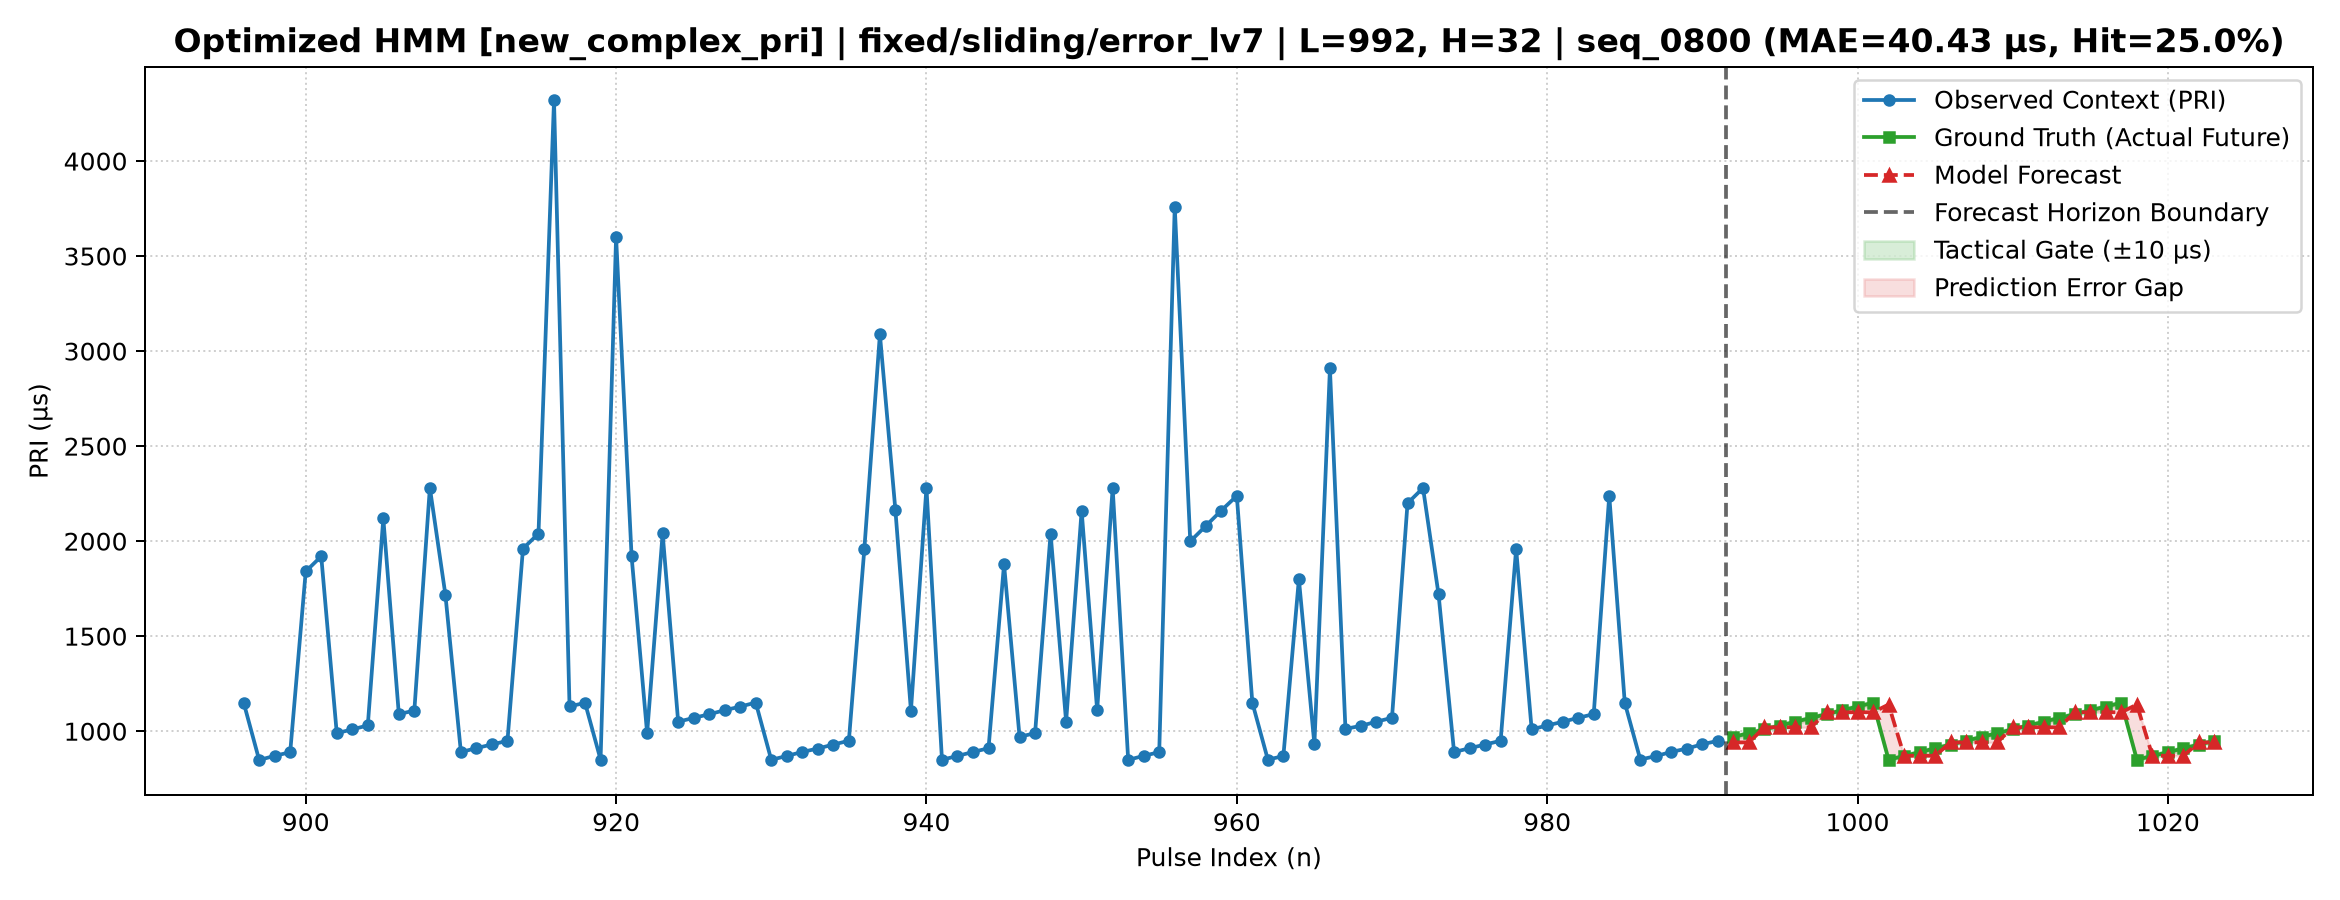 Optimized HMM [new_complex_pri] | fixed/sliding/error_lv7 | L=992, H=32 | seq_0800 (MAE=40.43 µs, Hit=25.0%)
Observed Context (PRI)
Ground Truth (Actual Future)
Model Forecast
Forecast Horizon Boundary
Tactical Gate (±10 µs)
Prediction Error Gap
PRI (µs)
4000
3500
3000
2500
2000
1500
1000
900
920
940
960
980
1000
1020
Pulse Index (n)